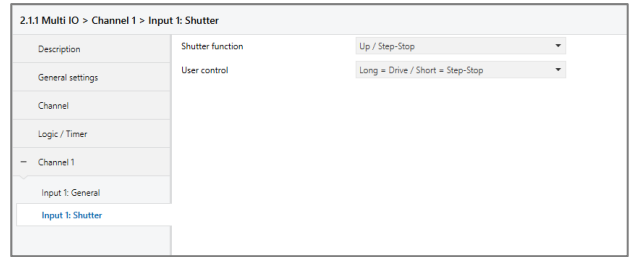 2.1.1 Multi IO > Channel 1 > Input 1: Shutter
Description
General settings
Channel
Logic / Timer
– Channel 1
Input 1: General
Input 1: Shutter
Shutter function Up / Step-Stop
User control Long = Drive / Short = Step-Stop